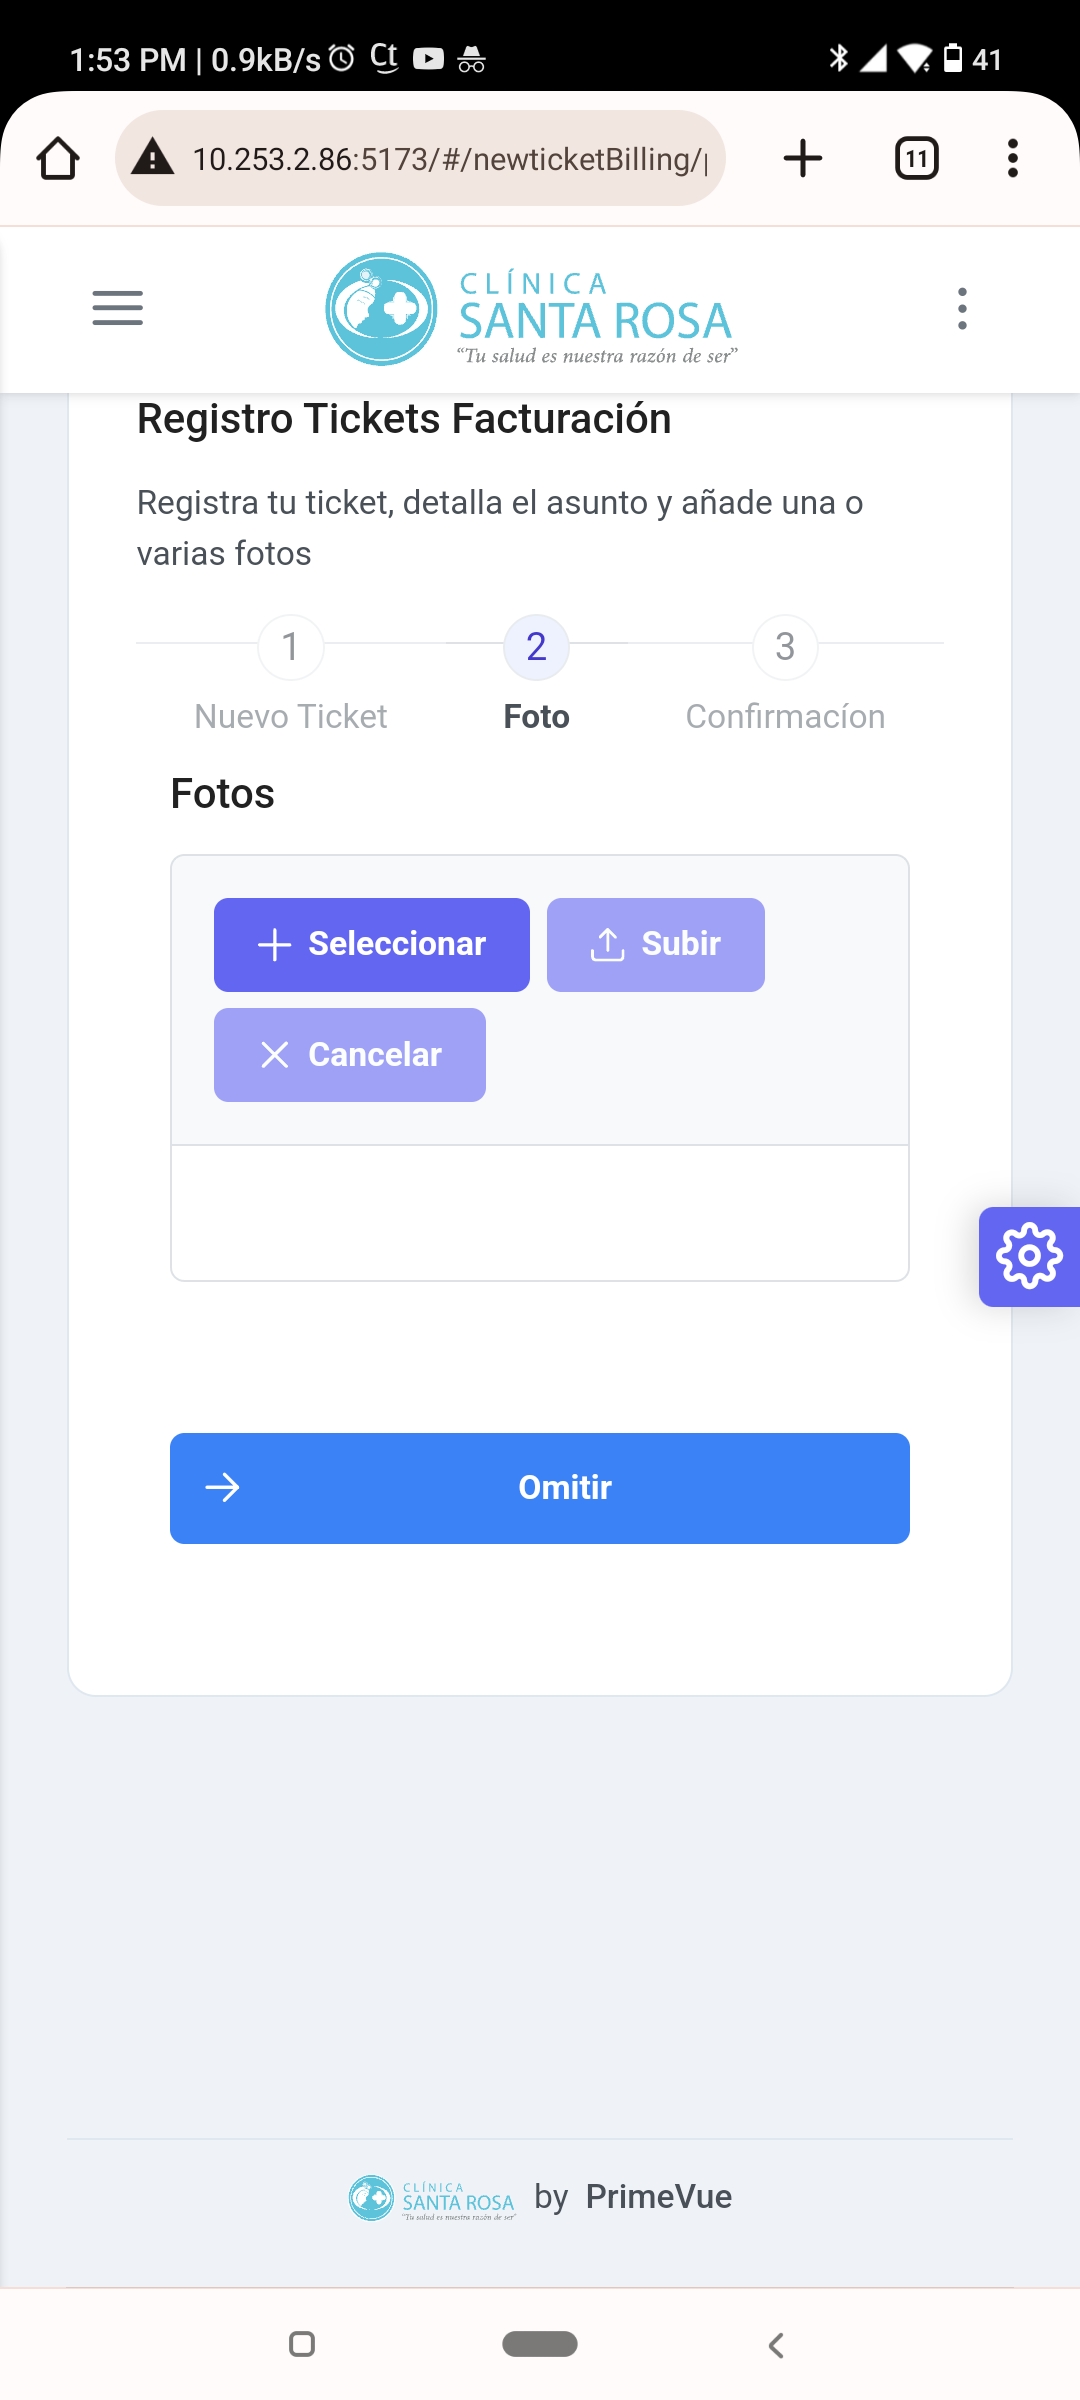 1:53 PM | 0.9kB/s Ct 41
10.253.2.86:5173/#/newticketBilling/
11
CLÍNICA
SANTA ROSA
“Tu salud es nuestra razón de ser”
Registro Tickets Facturación
Registra tu ticket, detalla el asunto y añade una o
varias fotos
1 2 3
Nuevo Ticket Foto Confirmacíon
Fotos
Seleccionar Subir
Cancelar
Omitir
CLÍNICA
SANTA ROSA by PrimeVue
“Tu salud es nuestra razón de ser”